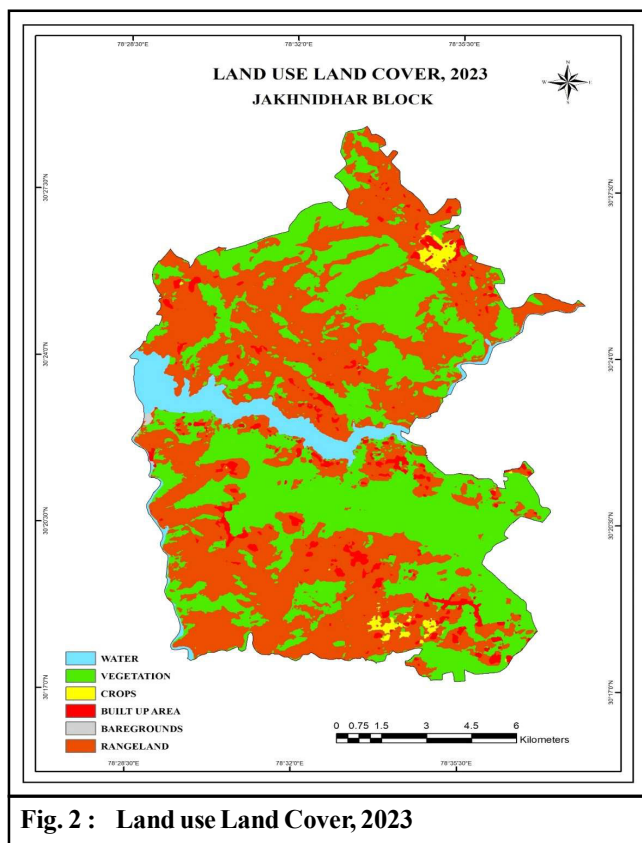 78°28'30"E 78°32'0"E 78°35'30"E
LAND USE LAND COVER, 2023
JAKHNIDHAR BLOCK
N
W E
S
30°27'30"N 30°27'30"N
30°24'0"N 30°24'0"N
30°20'30"N 30°20'30"N
30°17'0"N 30°17'0"N
WATER
VEGETATION
CROPS
BUILT UP AREA
BAREGROUNDS
RANGELAND
0 0.75 1.5 3 4.5 6
Kilometers
78°28'30"E 78°32'0"E 78°35'30"E
Fig. 2 : Land use Land Cover, 2023